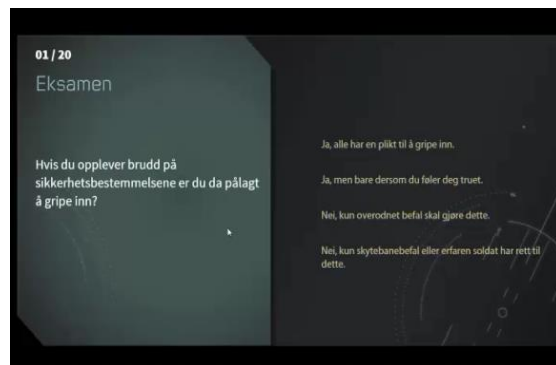 01 / 20
Eksamen
Hvis du opplever brudd på
sikkerhetsbestemmelsene er du da pålagt
å gripe inn?
Ja, alle har en plikt til å gripe inn.
Ja, men bare dersom du føler deg truet.
Nei, kun overodnet befal skal gjøre dette.
Nei, kun skytebanebefal eller erfaren soldat har rett til
dette.